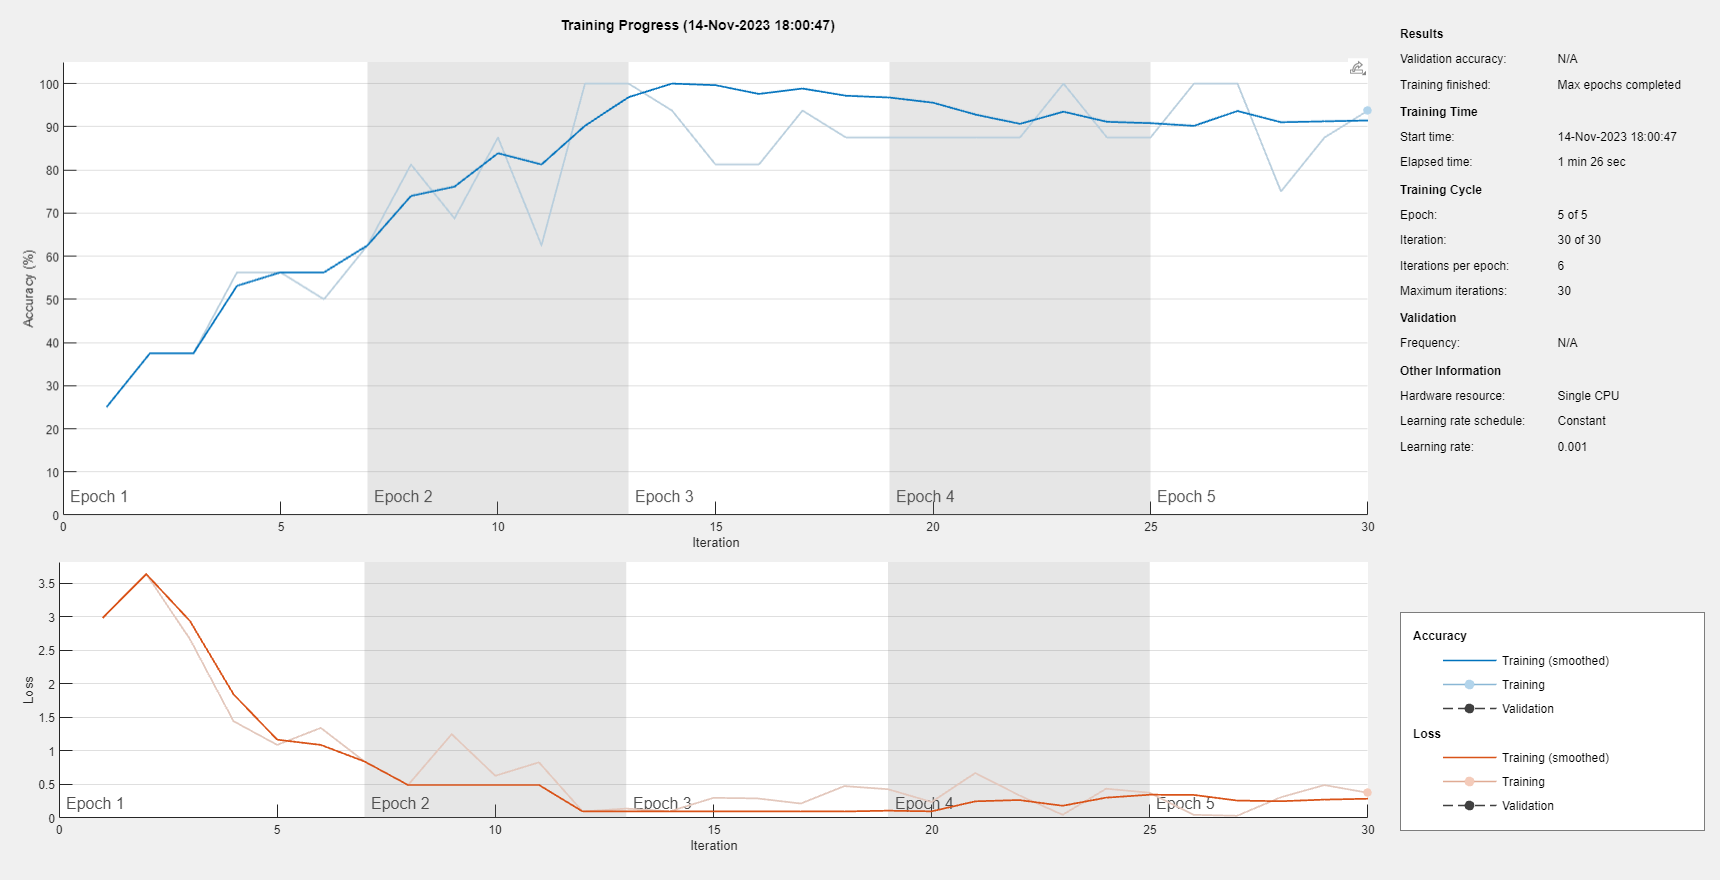 Training Progress (14-Nov-2023 18:00:47)
Accuracy (%)
100
90
80
70
60
50
40
30
20
10
0
Epoch 1
Epoch 2
Epoch 3
Epoch 4
Epoch 5
0 5 10 15 20 25 30
Iteration
Loss
3.5
3
2.5
2
1.5
1
0.5
0
Epoch 1
Epoch 2
Epoch 3
Epoch 4
Epoch 5
0 5 10 15 20 25 30
Iteration
Results
Validation accuracy: N/A
Training finished: Max epochs completed
Training Time
Start time: 14-Nov-2023 18:00:47
Elapsed time: 1 min 26 sec
Training Cycle
Epoch: 5 of 5
Iteration: 30 of 30
Iterations per epoch: 6
Maximum iterations: 30
Validation
Frequency: N/A
Other Information
Hardware resource: Single CPU
Learning rate schedule: Constant
Learning rate: 0.001
Accuracy
Training (smoothed)
Training
Validation
Loss
Training (smoothed)
Training
Validation